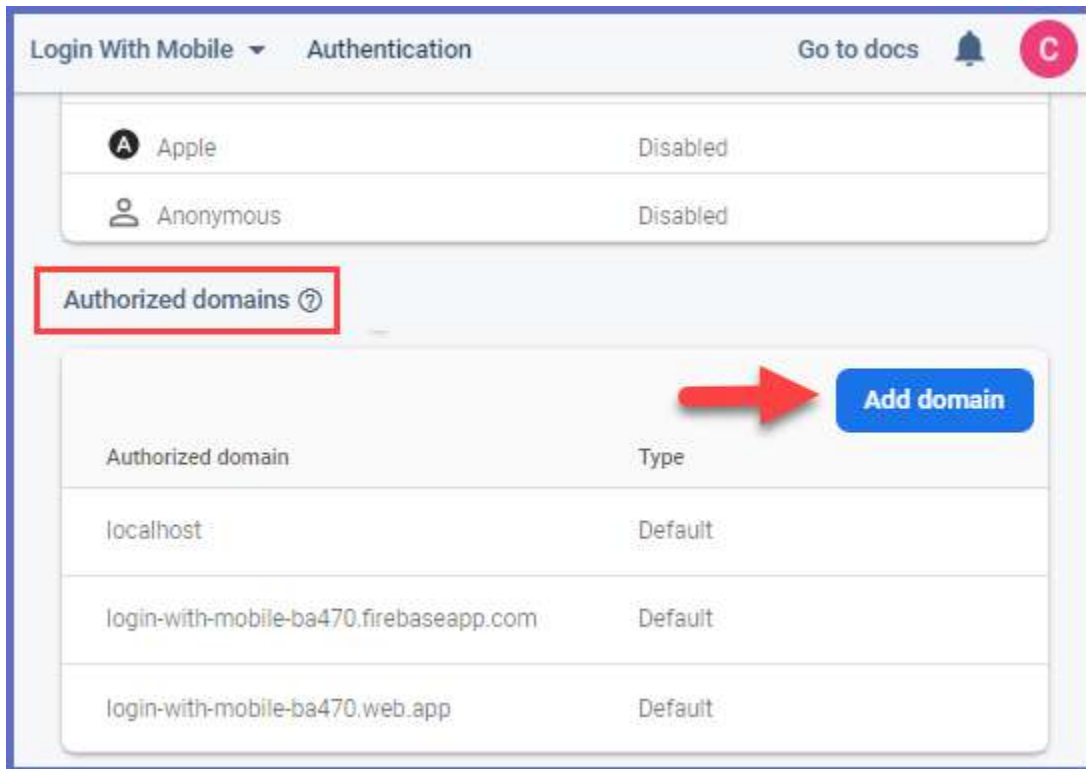 Login With Mobile Authentication Go to docs C
A Apple Disabled
Anonymous Disabled
Authorized domains ?
Add domain
Authorized domain Type
localhost Default
login-with-mobile-ba470.firebaseapp.com Default
login-with-mobile-ba470.web.app Default